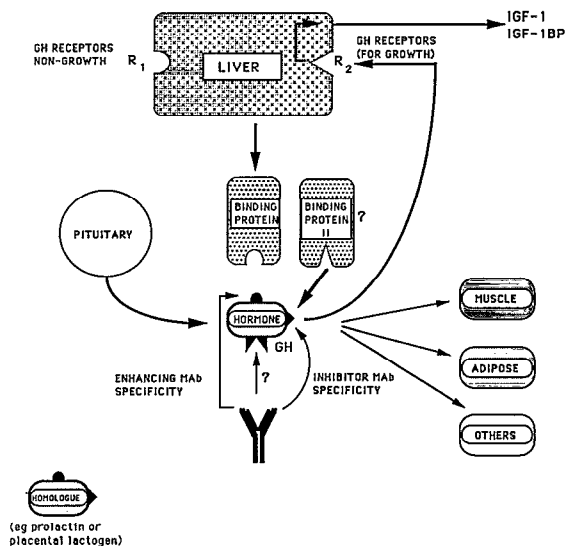 IGF-1
IGF-1BP
GH RECEPTORS
NON-GROWTH
R1
LIVER
R2
GH RECEPTORS
(FOR GROWTH)
BINDING
PROTEIN
BINDING
PROTEIN
II
?
PITUITARY
HORMONE
GH
MUSCLE
ADIPOSE
OTHERS
ENHANCING MAb
SPECIFICITY
?
INHIBITOR MAb
SPECIFICITY
HOMOLOGUE
(eg prolactin or
placental lactogen)